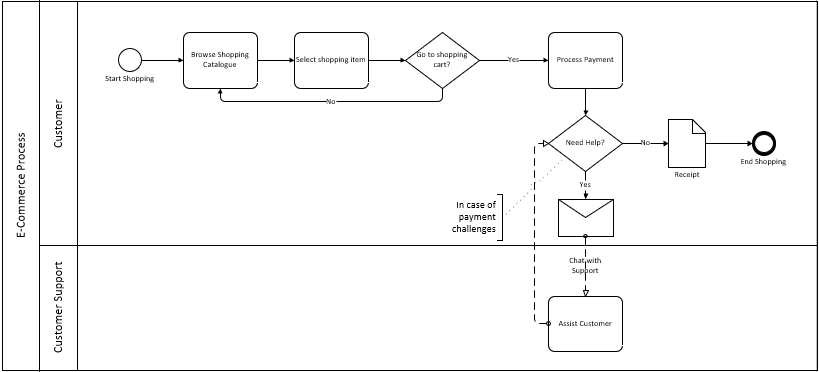 E-Commerce Process
Customer
Start Shopping
Browse Shopping
Catalogue
Select shopping item
Go to shopping
cart?
Yes
Process Payment
No
Need Help?
No
Receipt
End Shopping
Yes
In case of
payment
challenges
Customer Support
Chat with
Support
Assist Customer